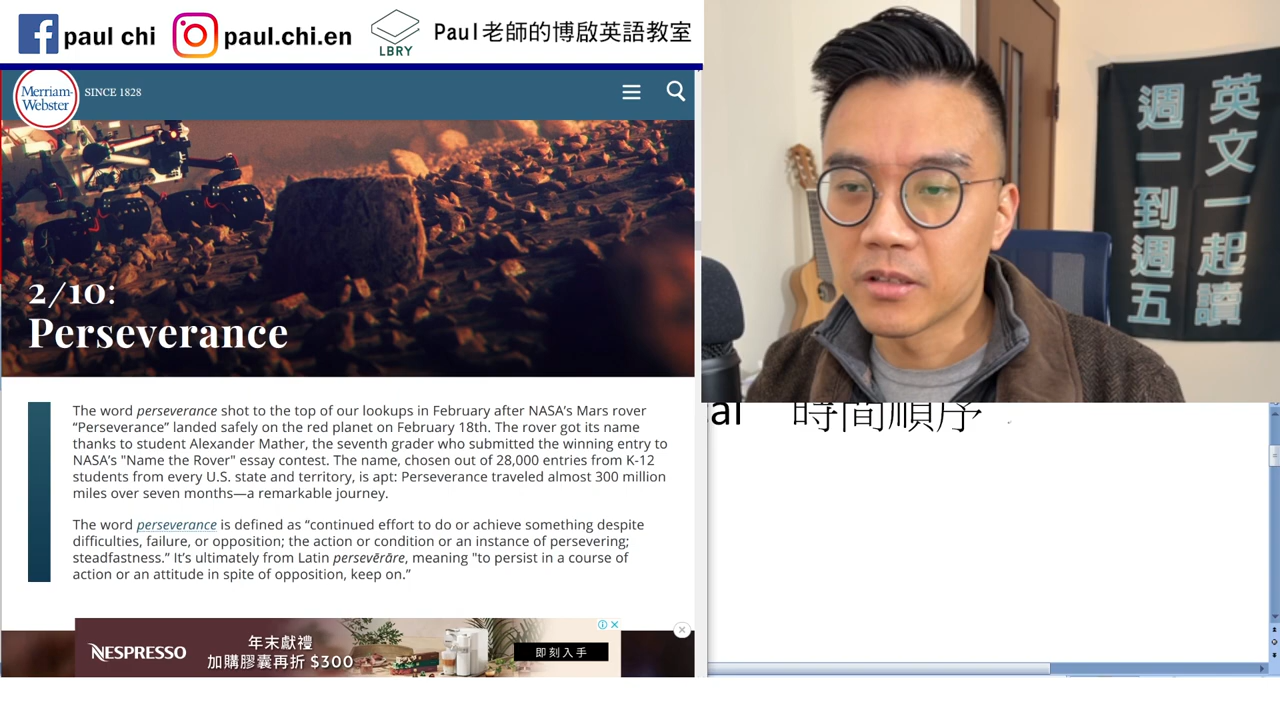 paul chi
paul.chi.en
LBRY
Paul老師的博啟英語教室
Merriam-
Webster
SINCE 1828
2/10:
Perseverance
The word perseverance shot to the top of our lookups in February after NASA’s Mars rover
“Perseverance” landed safely on the red planet on February 18th. The rover got its name
thanks to student Alexander Mather, the seventh grader who submitted the winning entry to
NASA’s "Name the Rover" essay contest. The name, chosen out of 28,000 entries from K-12
students from every U.S. state and territory, is apt: Perseverance traveled almost 300 million
miles over seven months—a remarkable journey.
The word perseverance is defined as “continued effort to do or achieve something despite
difficulties, failure, or opposition; the action or condition or an instance of persevering;
steadfastness.” It’s ultimately from Latin persevērāre, meaning "to persist in a course of
action or an attitude in spite of opposition, keep on.”
NESPRESSO
年末獻禮
加購膠囊再折 $300
即刻入手
英文一起讀
週一到週五
al 時間順序